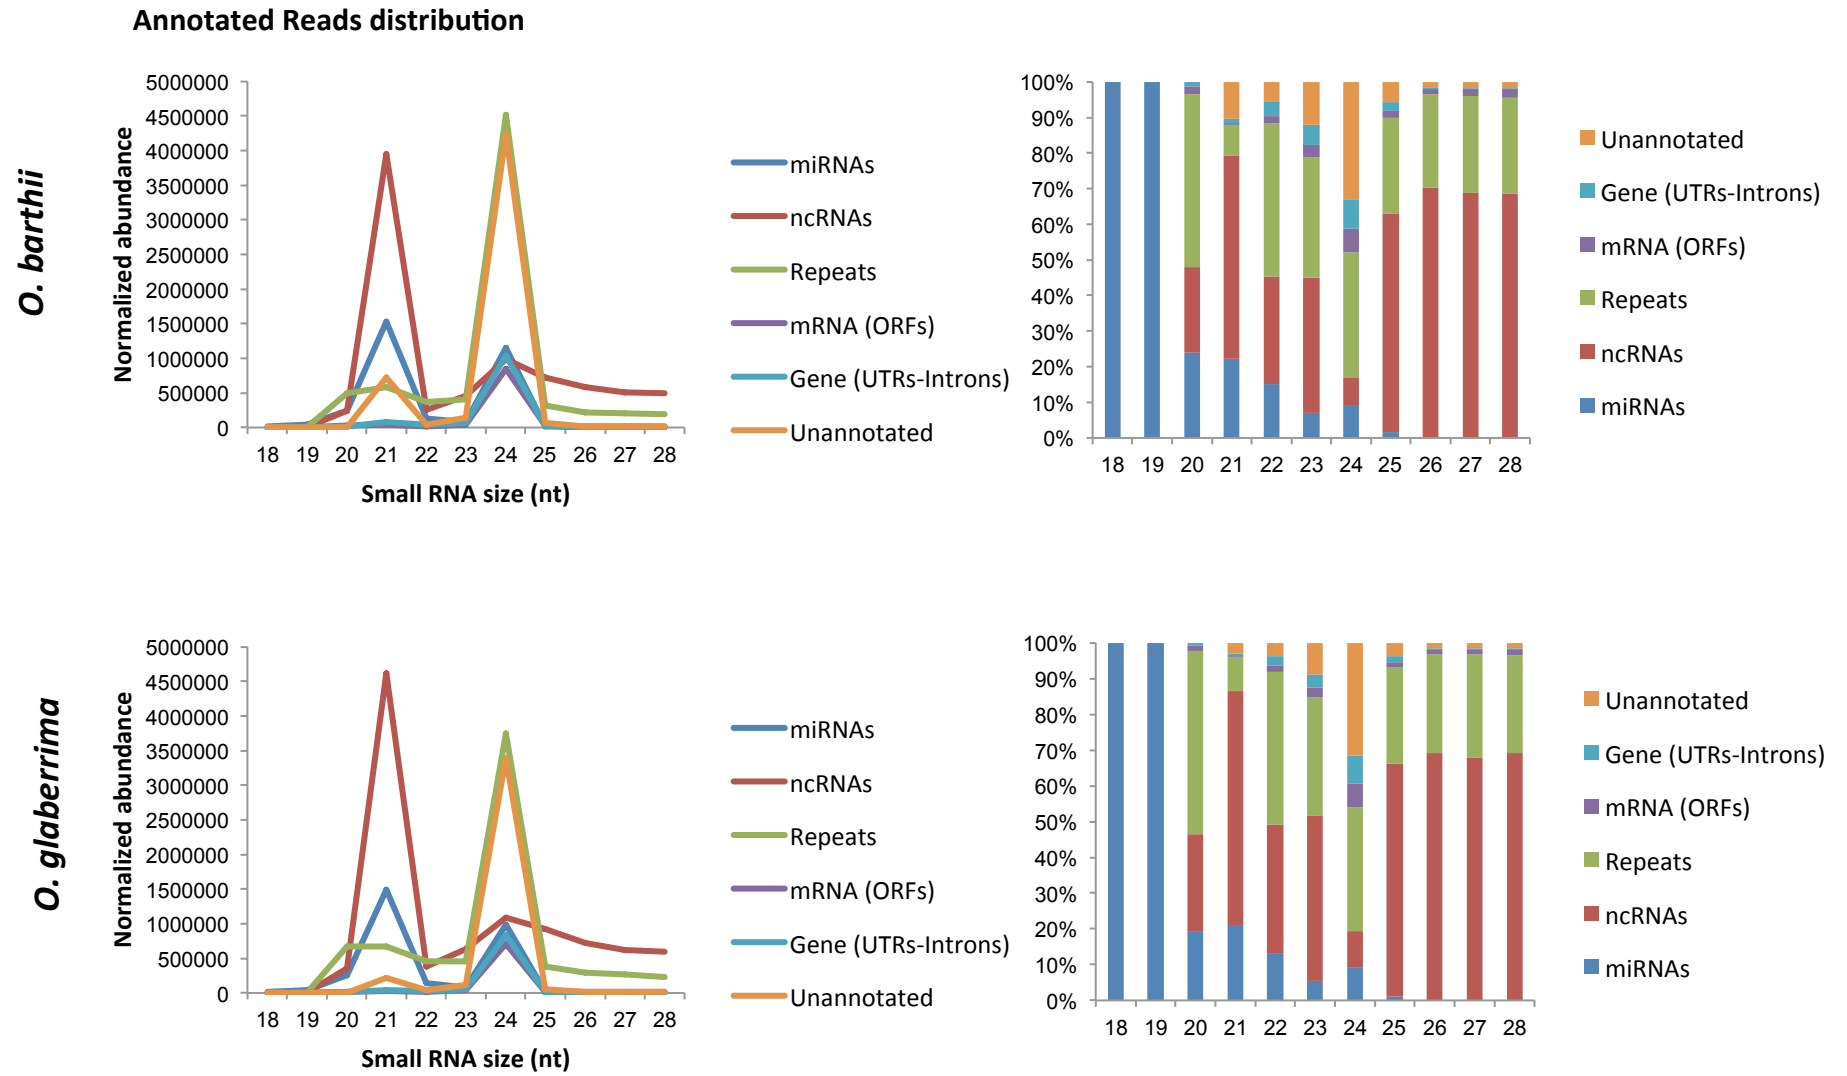 Annotated Reads distribution
O. barthii
Normalized abundance
5000000
4500000
4000000
3500000
3000000
2500000
2000000
1500000
1000000
500000
0
18 19 20 21 22 23 24 25 26 27 28
Small RNA size (nt)
miRNAs
ncRNAs
Repeats
mRNA (ORFs)
Gene (UTRs-Introns)
Unannotated
100%
90%
80%
70%
60%
50%
40%
30%
20%
10%
0%
18 19 20 21 22 23 24 25 26 27 28
Unannotated
Gene (UTRs-Introns)
mRNA (ORFs)
Repeats
ncRNAs
miRNAs
O. glaberrima
Normalized abundance
5000000
4500000
4000000
3500000
3000000
2500000
2000000
1500000
1000000
500000
0
18 19 20 21 22 23 24 25 26 27 28
Small RNA size (nt)
miRNAs
ncRNAs
Repeats
mRNA (ORFs)
Gene (UTRs-Introns)
Unannotated
100%
90%
80%
70%
60%
50%
40%
30%
20%
10%
0%
18 19 20 21 22 23 24 25 26 27 28
Unannotated
Gene (UTRs-Introns)
mRNA (ORFs)
Repeats
ncRNAs
miRNAs